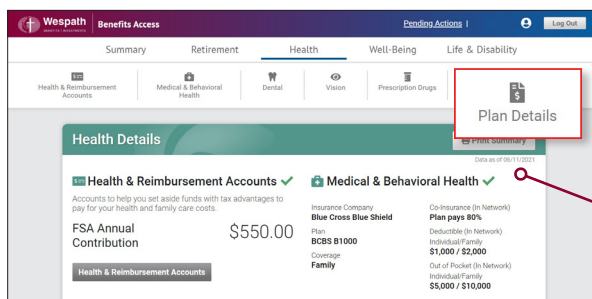 Wespath Benefits Access
BENEFITS | INVESTMENTS
Pending Actions |
Log Out
Summary Retirement Health Well-Being Life & Disability
Health & Reimbursement
Accounts
Medical & Behavioral
Health
Dental
Vision
Prescription Drugs
Plan Details
Health Details
Print Summary
Data as of 06/11/2021
Health & Reimbursement Accounts
Accounts to help you set aside funds with tax advantages to
pay for your health and family care costs.
FSA Annual
Contribution
$550.00
Health & Reimbursement Accounts
Medical & Behavioral Health
Insurance Company
Blue Cross Blue Shield
Plan
BCBS B1000
Coverage
Family
Co-Insurance (In Network)
Plan pays 80%
Deductible (In Network)
Individual/Family
$1,000 / $2,000
Out of Pocket (In Network)
Individual/Family
$5,000 / $10,000